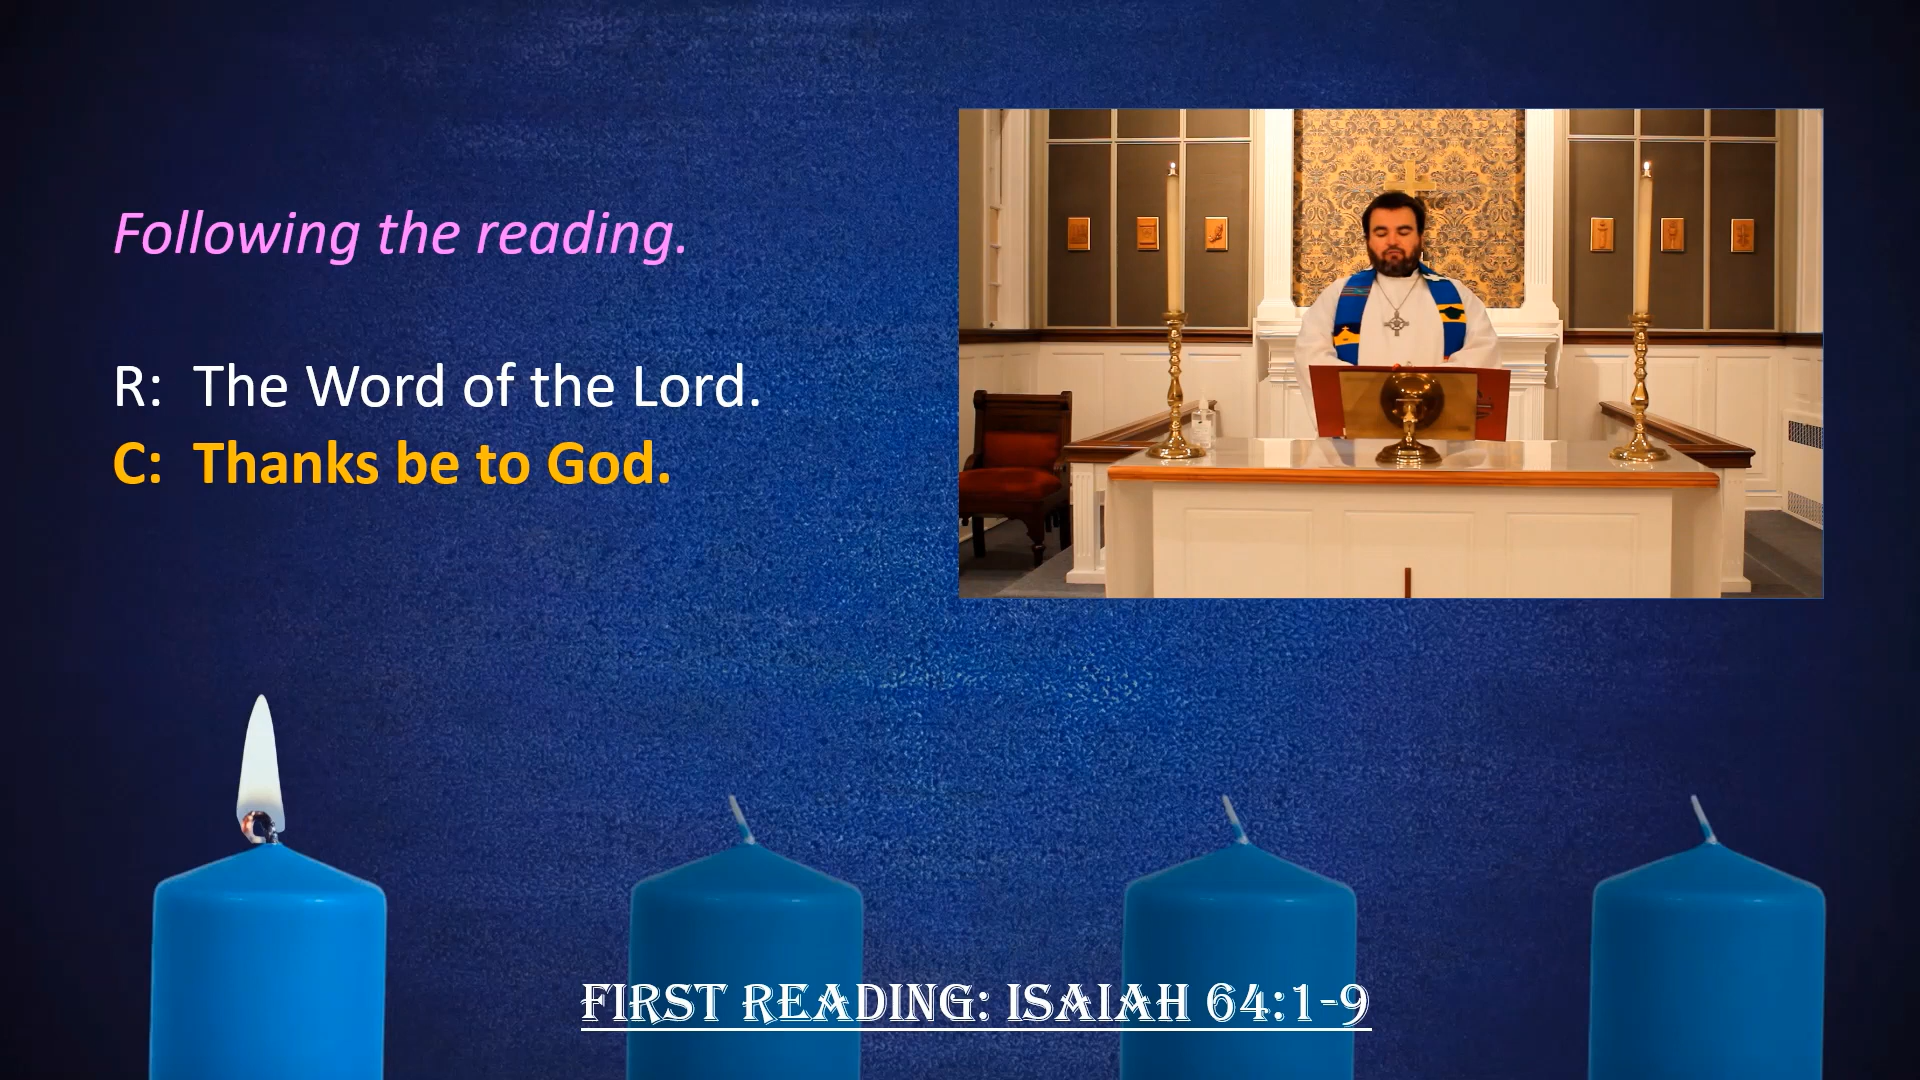 Following the reading.
R: The Word of the Lord.
C: Thanks be to God.
First Reading: Isaiah 64:1-9